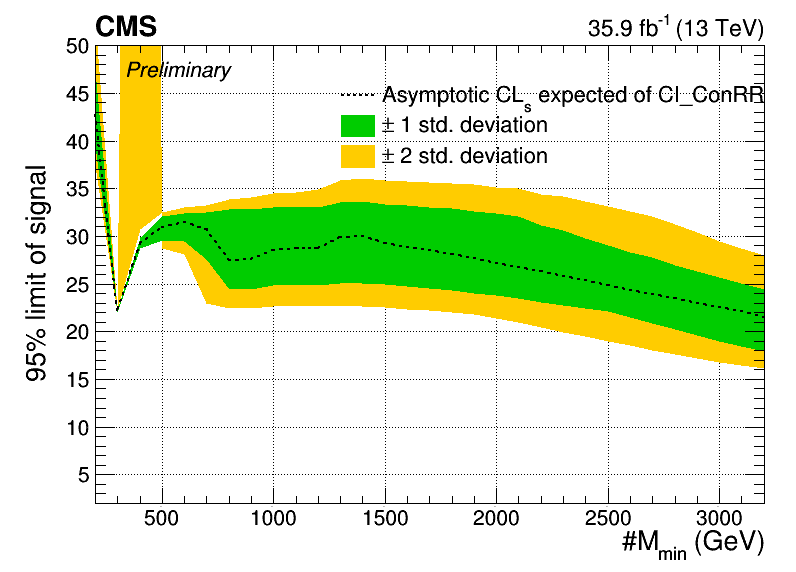 CMS
35.9 fb-1 (13 TeV)
Preliminary
Asymptotic CLs expected of CI_ConRR
± 1 std. deviation
± 2 std. deviation
95% limit of signal
50
45
40
35
30
25
20
15
10
5
500 1000 1500 2000 2500 3000
#Mmin (GeV)